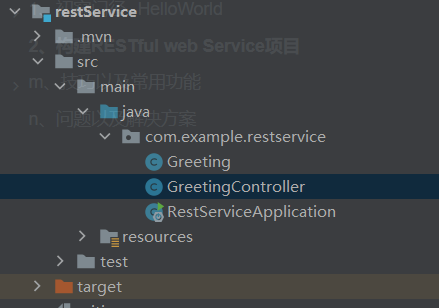 restService
HelloWorld
.mvn
2、构建RESTful web Service项目
src
main
m、技巧以及常用功能
java
n、问题以及解决方案
com.example.restservice
Greeting
GreetingController
RestServiceApplication
resources
test
target